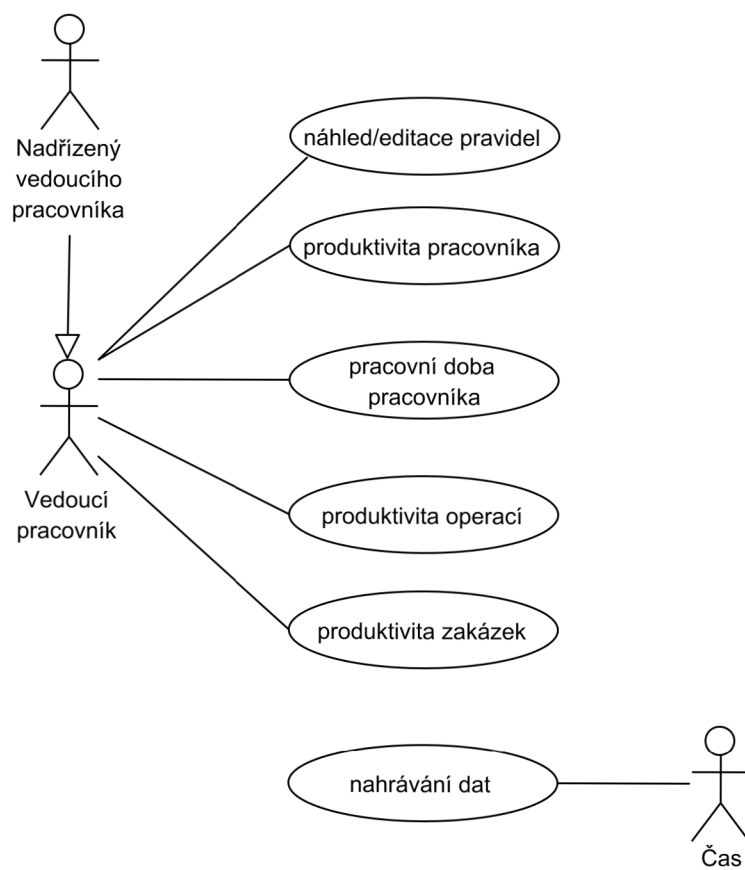 Nadřízený
vedoucího
pracovníka
náhled/editace pravidel
produktivita pracovníka
pracovní doba
pracovníka
Vedoucí
pracovník
produktivita operací
produktivita zakázek
nahrávání dat
Čas